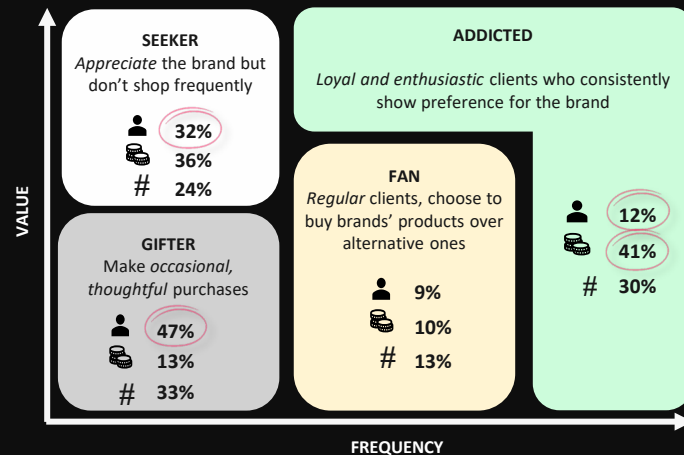 SEEKER
Appreciate the brand but
don’t shop frequently
32%
36%
# 24%
ADDICTED
Loyal and enthusiastic clients who consistently
show preference for the brand
12%
41%
# 30%
GIFTER
Make occasional,
thoughtful purchases
47%
13%
# 33%
FAN
Regular clients, choose to
buy brands’ products over
alternative ones
9%
10%
# 13%
VALUE
FREQUENCY